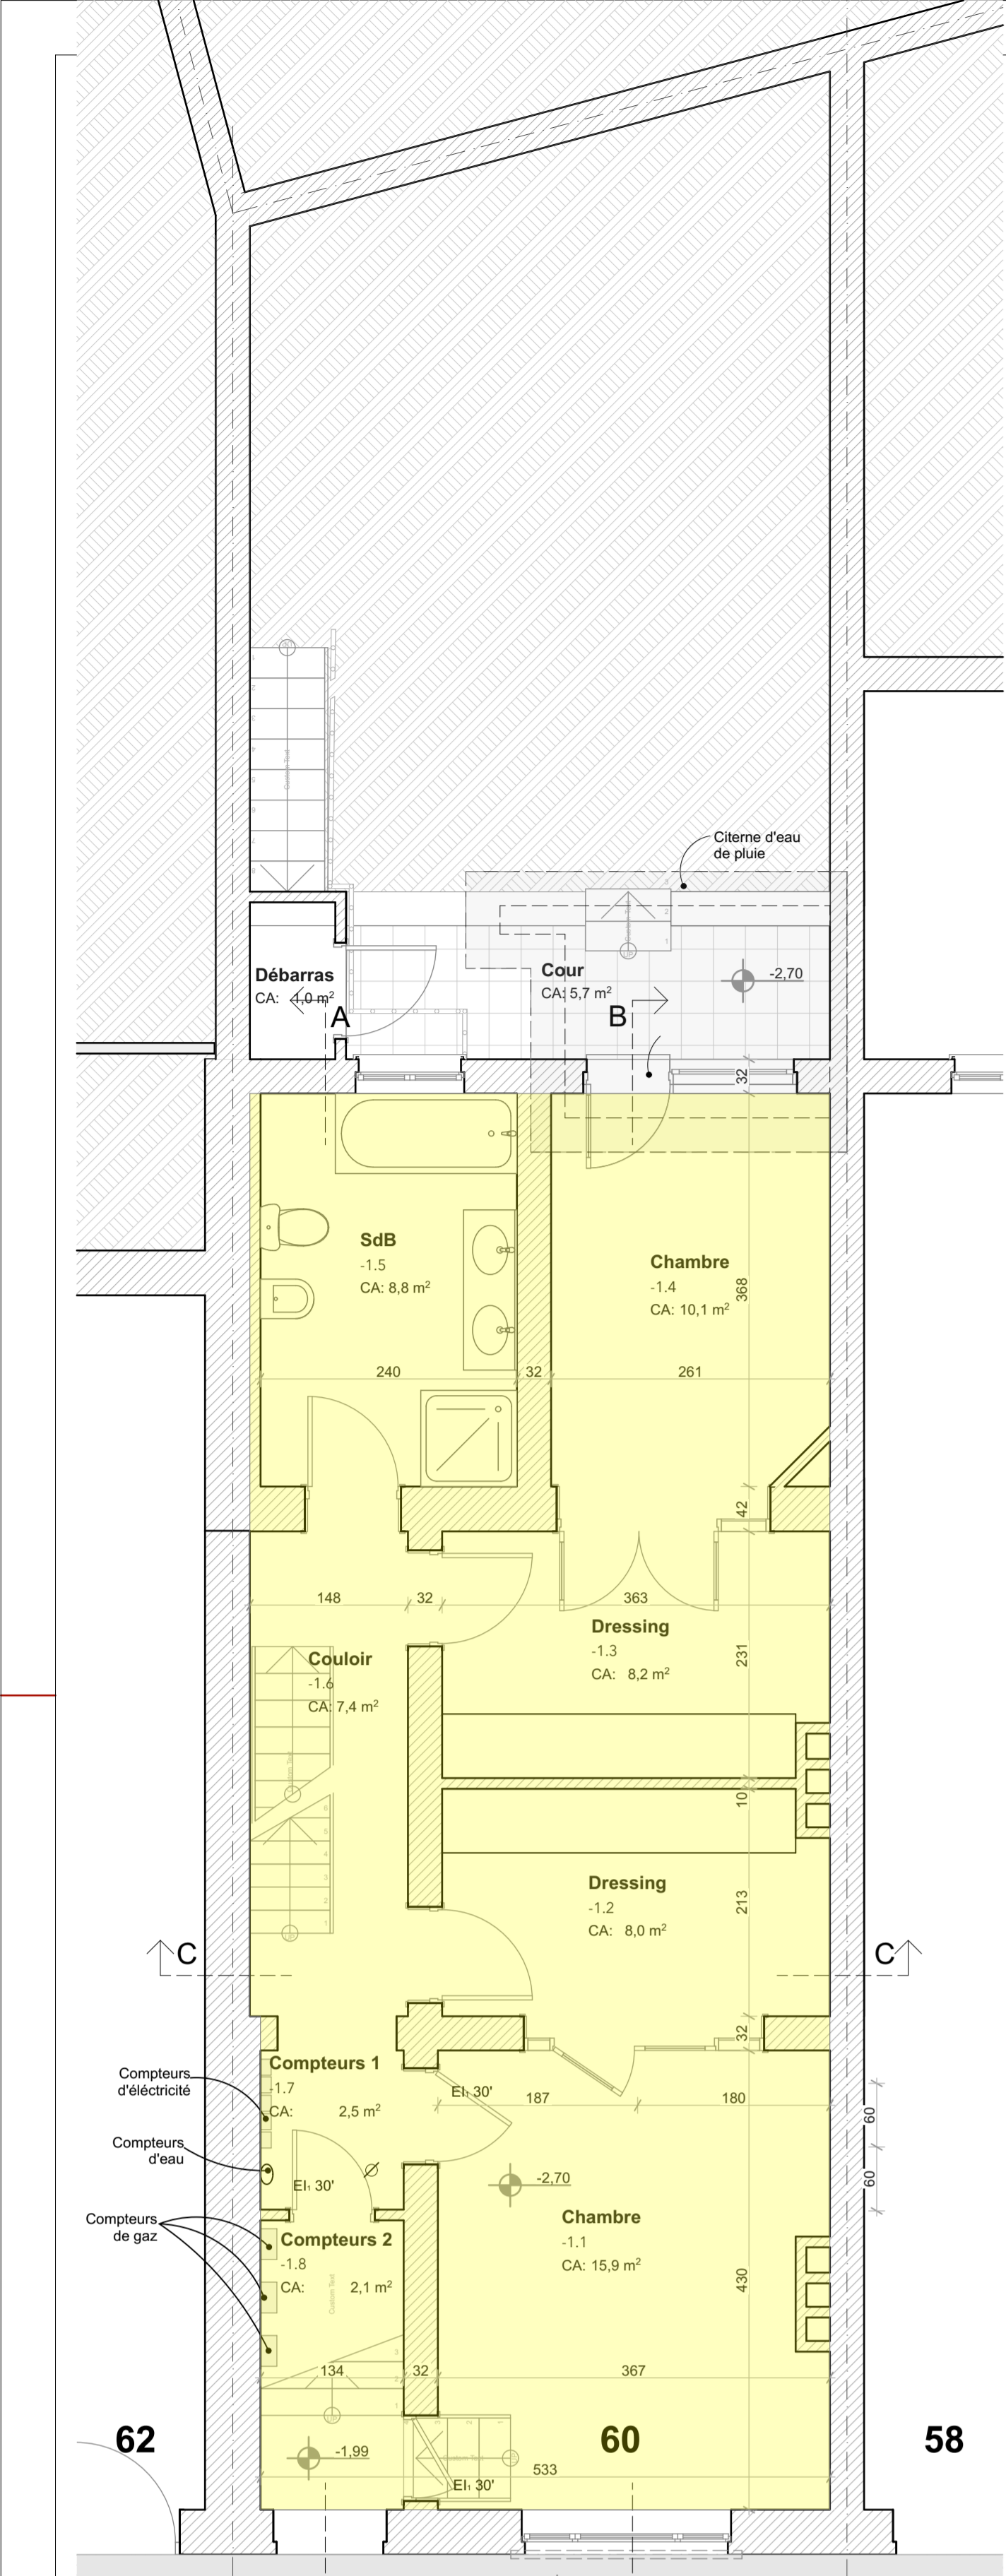 Citerne d'eau
de pluie
Débarras
CA: 1,0 m²
Cour
CA: 5,7 m²
-2,70
A
B
32
SdB
-1.5
CA: 8,8 m²
Chambre
-1.4
CA: 10,1 m²
368
240
32
261
42
148
32
363
Dressing
-1.3
CA: 8,2 m²
231
Couloir
-1.6
CA: 7,4 m²
10
Dressing
-1.2
CA: 8,0 m²
213
C
C
32
Compteurs 1
-1.7
CA: 2,5 m²
Compteurs
d'éléctricité
EI₁ 30'
187
180
60
60
Compteurs
d'eau
EI₁ 30'
-2,70
Compteurs
de gaz
Compteurs 2
-1.8
CA: 2,1 m²
Custom Text
Chambre
-1.1
CA: 15,9 m²
430
134
32
367
62
60
58
-1,99
Custom Text
533
EI₁ 30'